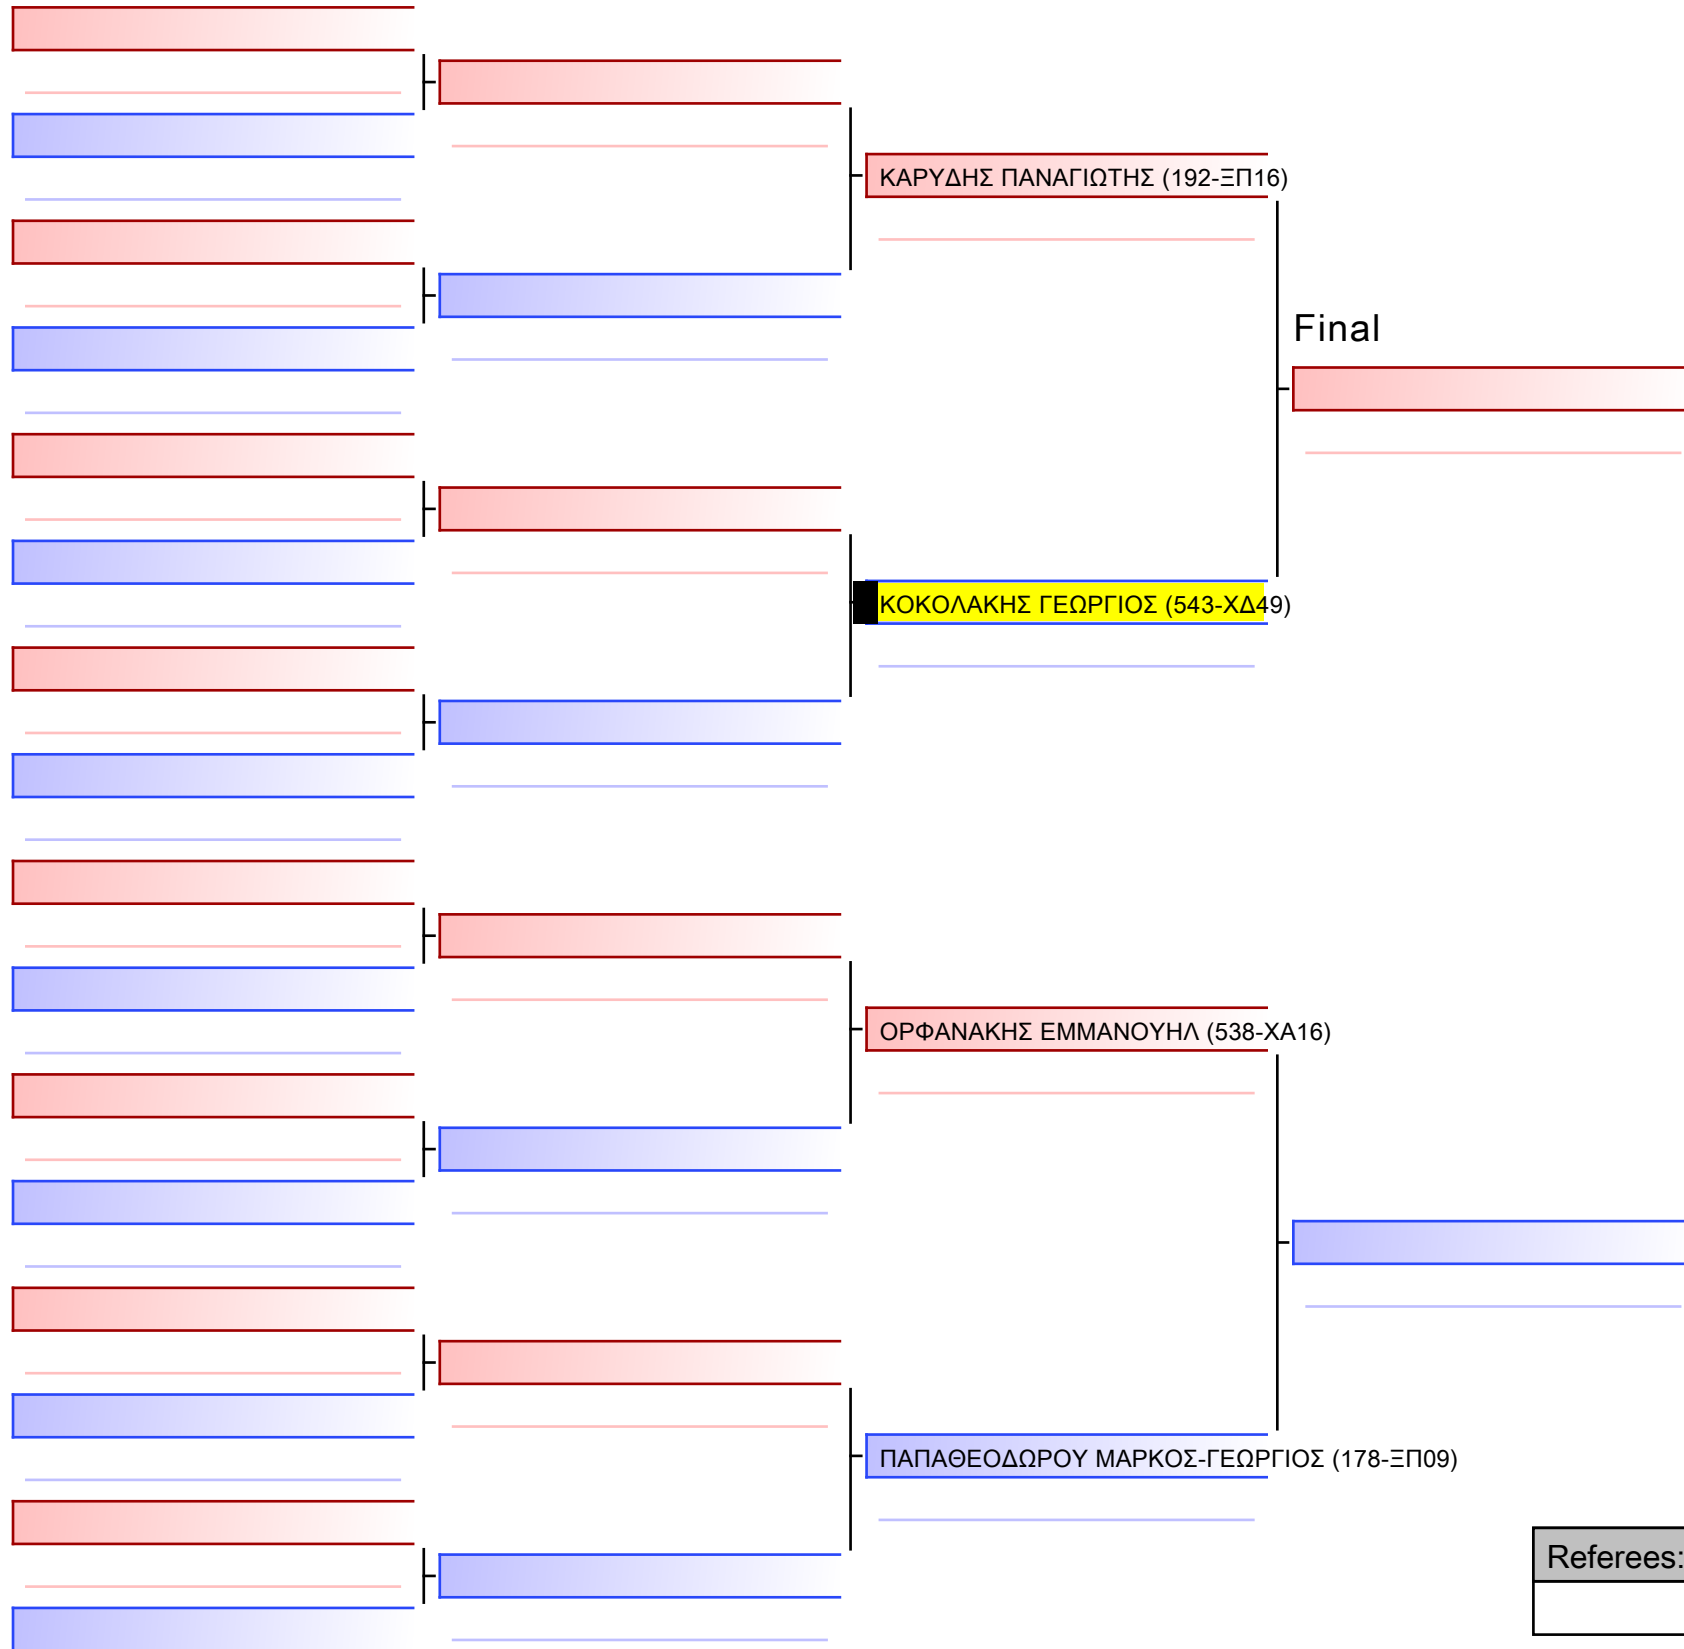 ΚΑΡΥΔΗΣ ΠΑΝΑΓΙΩΤΗΣ (192-ΞΠ16)
Final
ΚΟΚΟΛΑΚΗΣ ΓΕΩΡΓΙΟΣ (543-ΧΔ49)
ΟΡΦΑΝΑΚΗΣ ΕΜΜΑΝΟΥΗΛ (538-ΧΑ16)
ΠΑΠΑΘΕΟΔΩΡΟΥ ΜΑΡΚΟΣ-ΓΕΩΡΓΙΟΣ (178-ΞΠ09)
Referees: